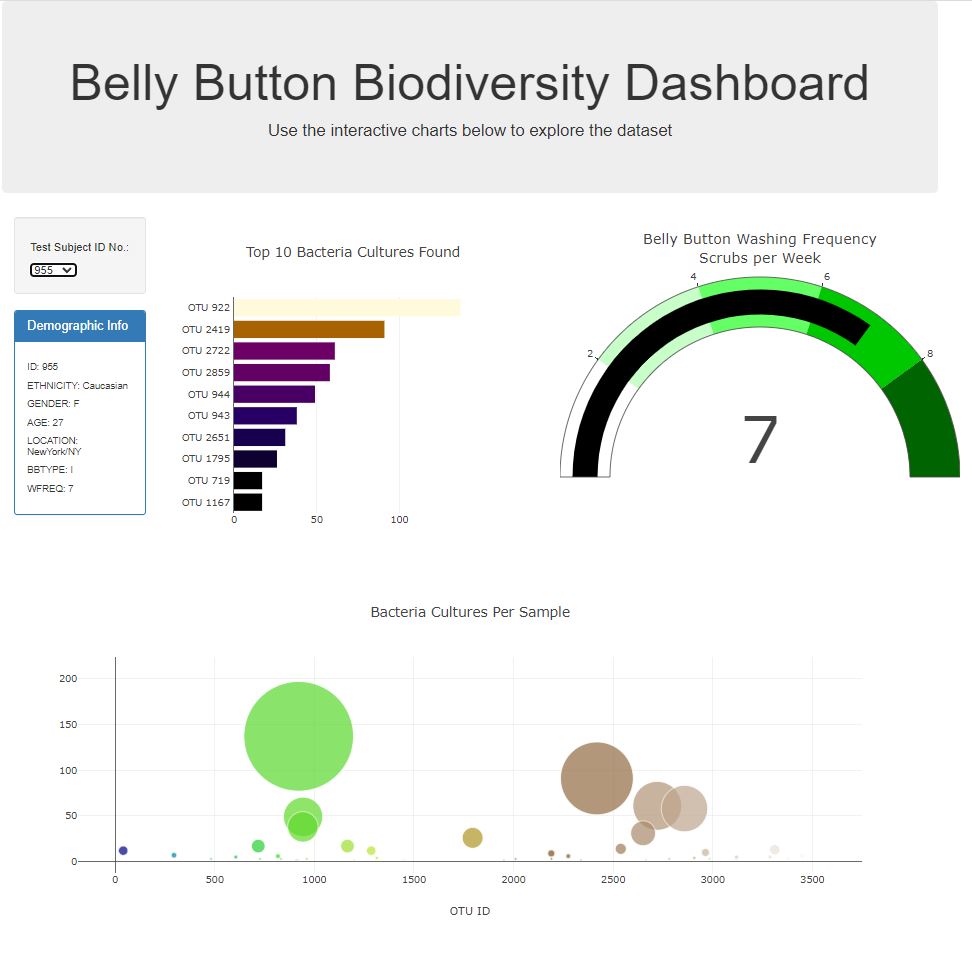 Belly Button Biodiversity Dashboard
Use the interactive charts below to explore the dataset
Test Subject ID No.:
955
Demographic Info
ID: 955
ETHNICITY: Caucasian
GENDER: F
AGE: 27
LOCATION:
NewYork/NY
BBTYPE: I
WFREQ: 7
Top 10 Bacteria Cultures Found
OTU 922
OTU 2419
OTU 2722
OTU 2859
OTU 944
OTU 943
OTU 2651
OTU 1795
OTU 719
OTU 1167
0 50 100
Belly Button Washing Frequency
Scrubs per Week
2 4 6 8
7
Bacteria Cultures Per Sample
200
150
100
50
0
0 500 1000 1500 2000 2500 3000 3500
OTU ID